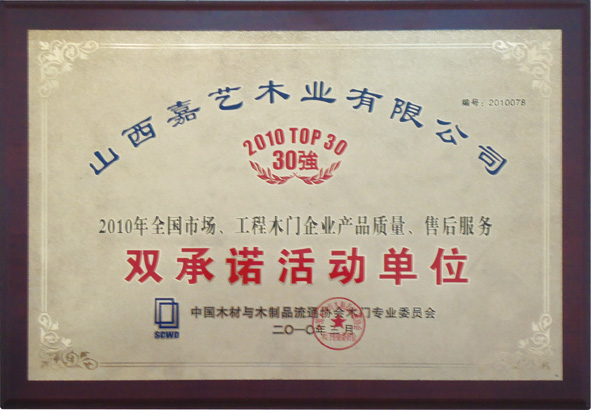 山西嘉艺木业有限公司
编号：2010078
2010 TOP 30
30強
2010年全国市场、工程木门企业产品质量、售后服务
双承诺活动单位
SCWD
中国木材与木制品流通协会木门专业委员会
二〇一〇年三月